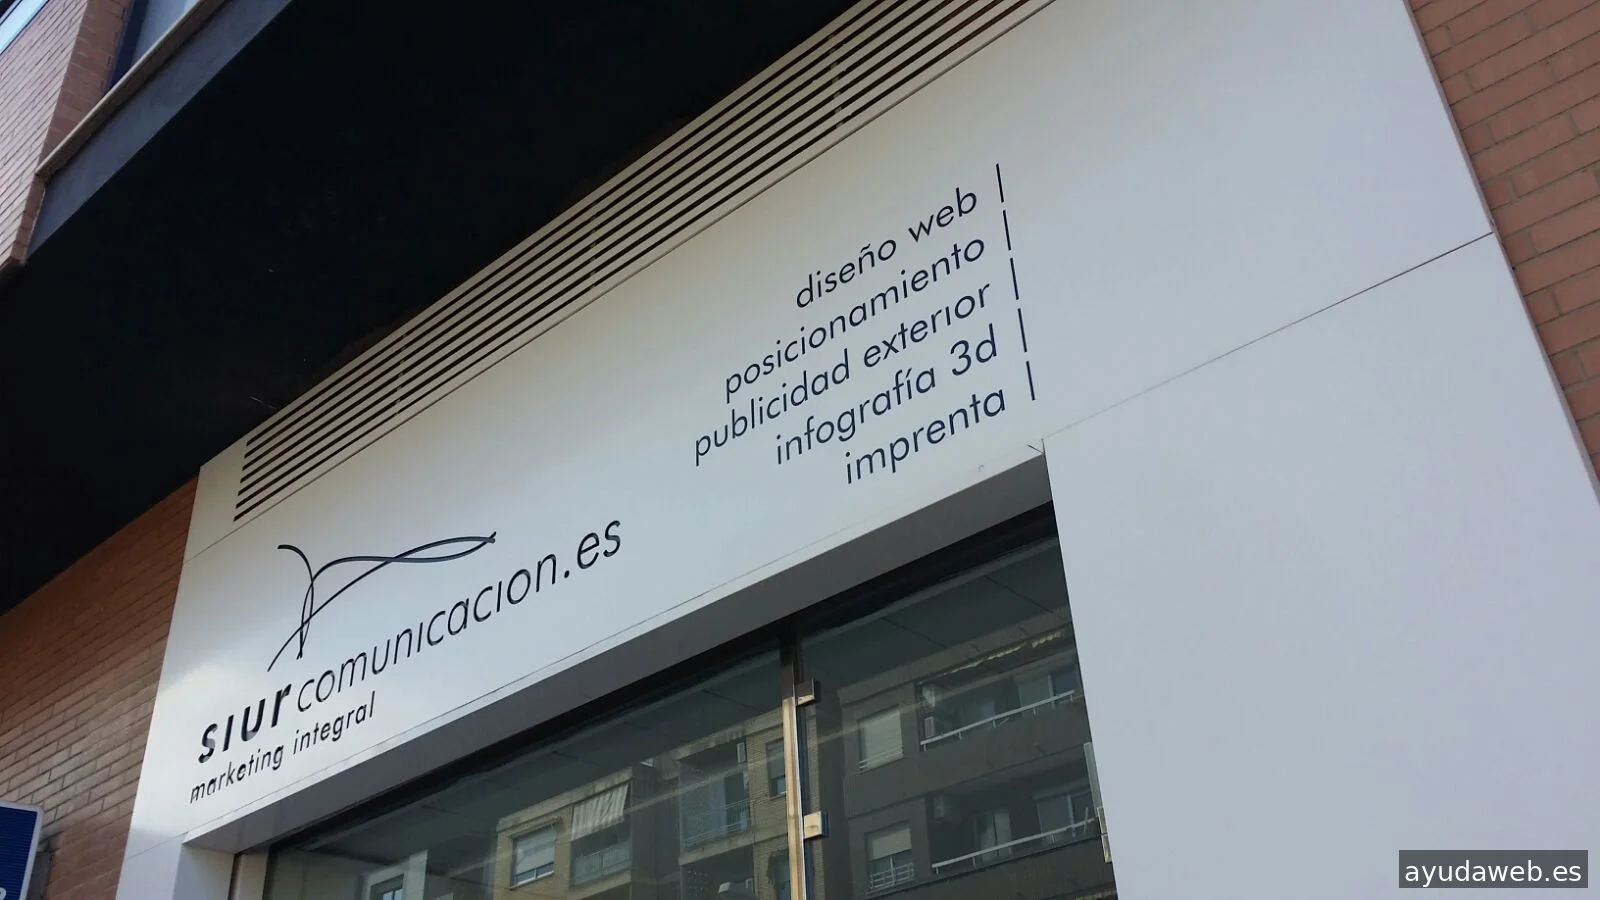 diseño web |
posicionamiento |
publicidad exterior |
infografía 3d |
imprenta |
siurcomunicacion.es
marketing integral
ayudaweb.es